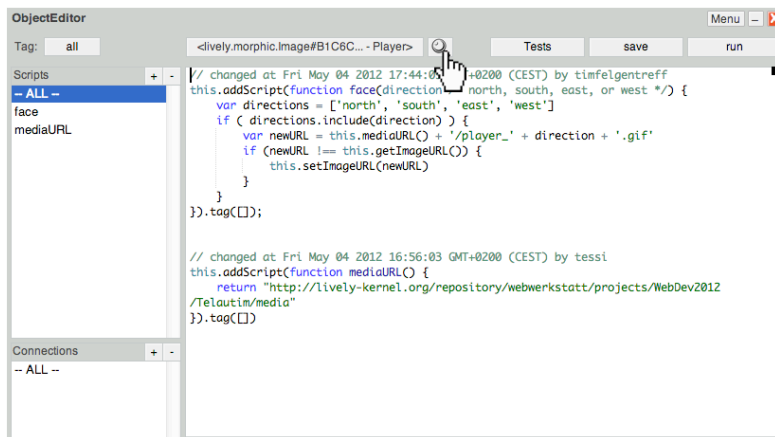 ObjectEditor
Menu
–
X
Tag:
all
<lively.morphic.Image#B1C6C... - Player>
Tests
save
run
Scripts
+
-
-- ALL --
face
mediaURL
// changed at Fri May 04 2012 17:44:0 +0200 (CEST) by timfelgentreff
this.addScript(function face(direction north, south, east, or west */) {
var directions = ['north', 'south', 'east', 'west']
if ( directions.include(direction) ) {
var newURL = this.mediaURL() + '/player_' + direction + '.gif'
if (newURL !== this.getImageURL()) {
this.setImageURL(newURL)
}
}
}).tag([]);
// changed at Fri May 04 2012 16:56:03 GMT+0200 (CEST) by tessi
this.addScript(function mediaURL() {
return "http://lively-kernel.org/repository/webwerkstatt/projects/WebDev2012
/Telautim/media"
}).tag([])
Connections
+
-
-- ALL --